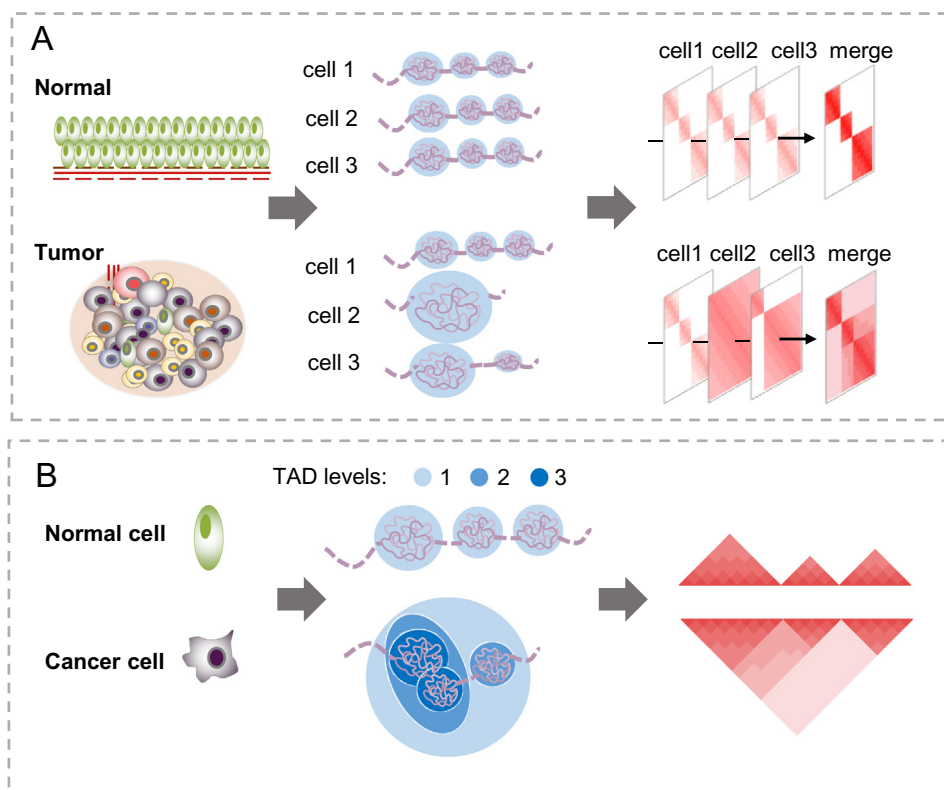 A
Normal
cell 1
cell 2
cell 3
cell1 cell2 cell3 merge
Tumor
cell 1
cell 2
cell 3
cell1 cell2 cell3 merge
B
TAD levels: 1 2 3
Normal cell
Cancer cell